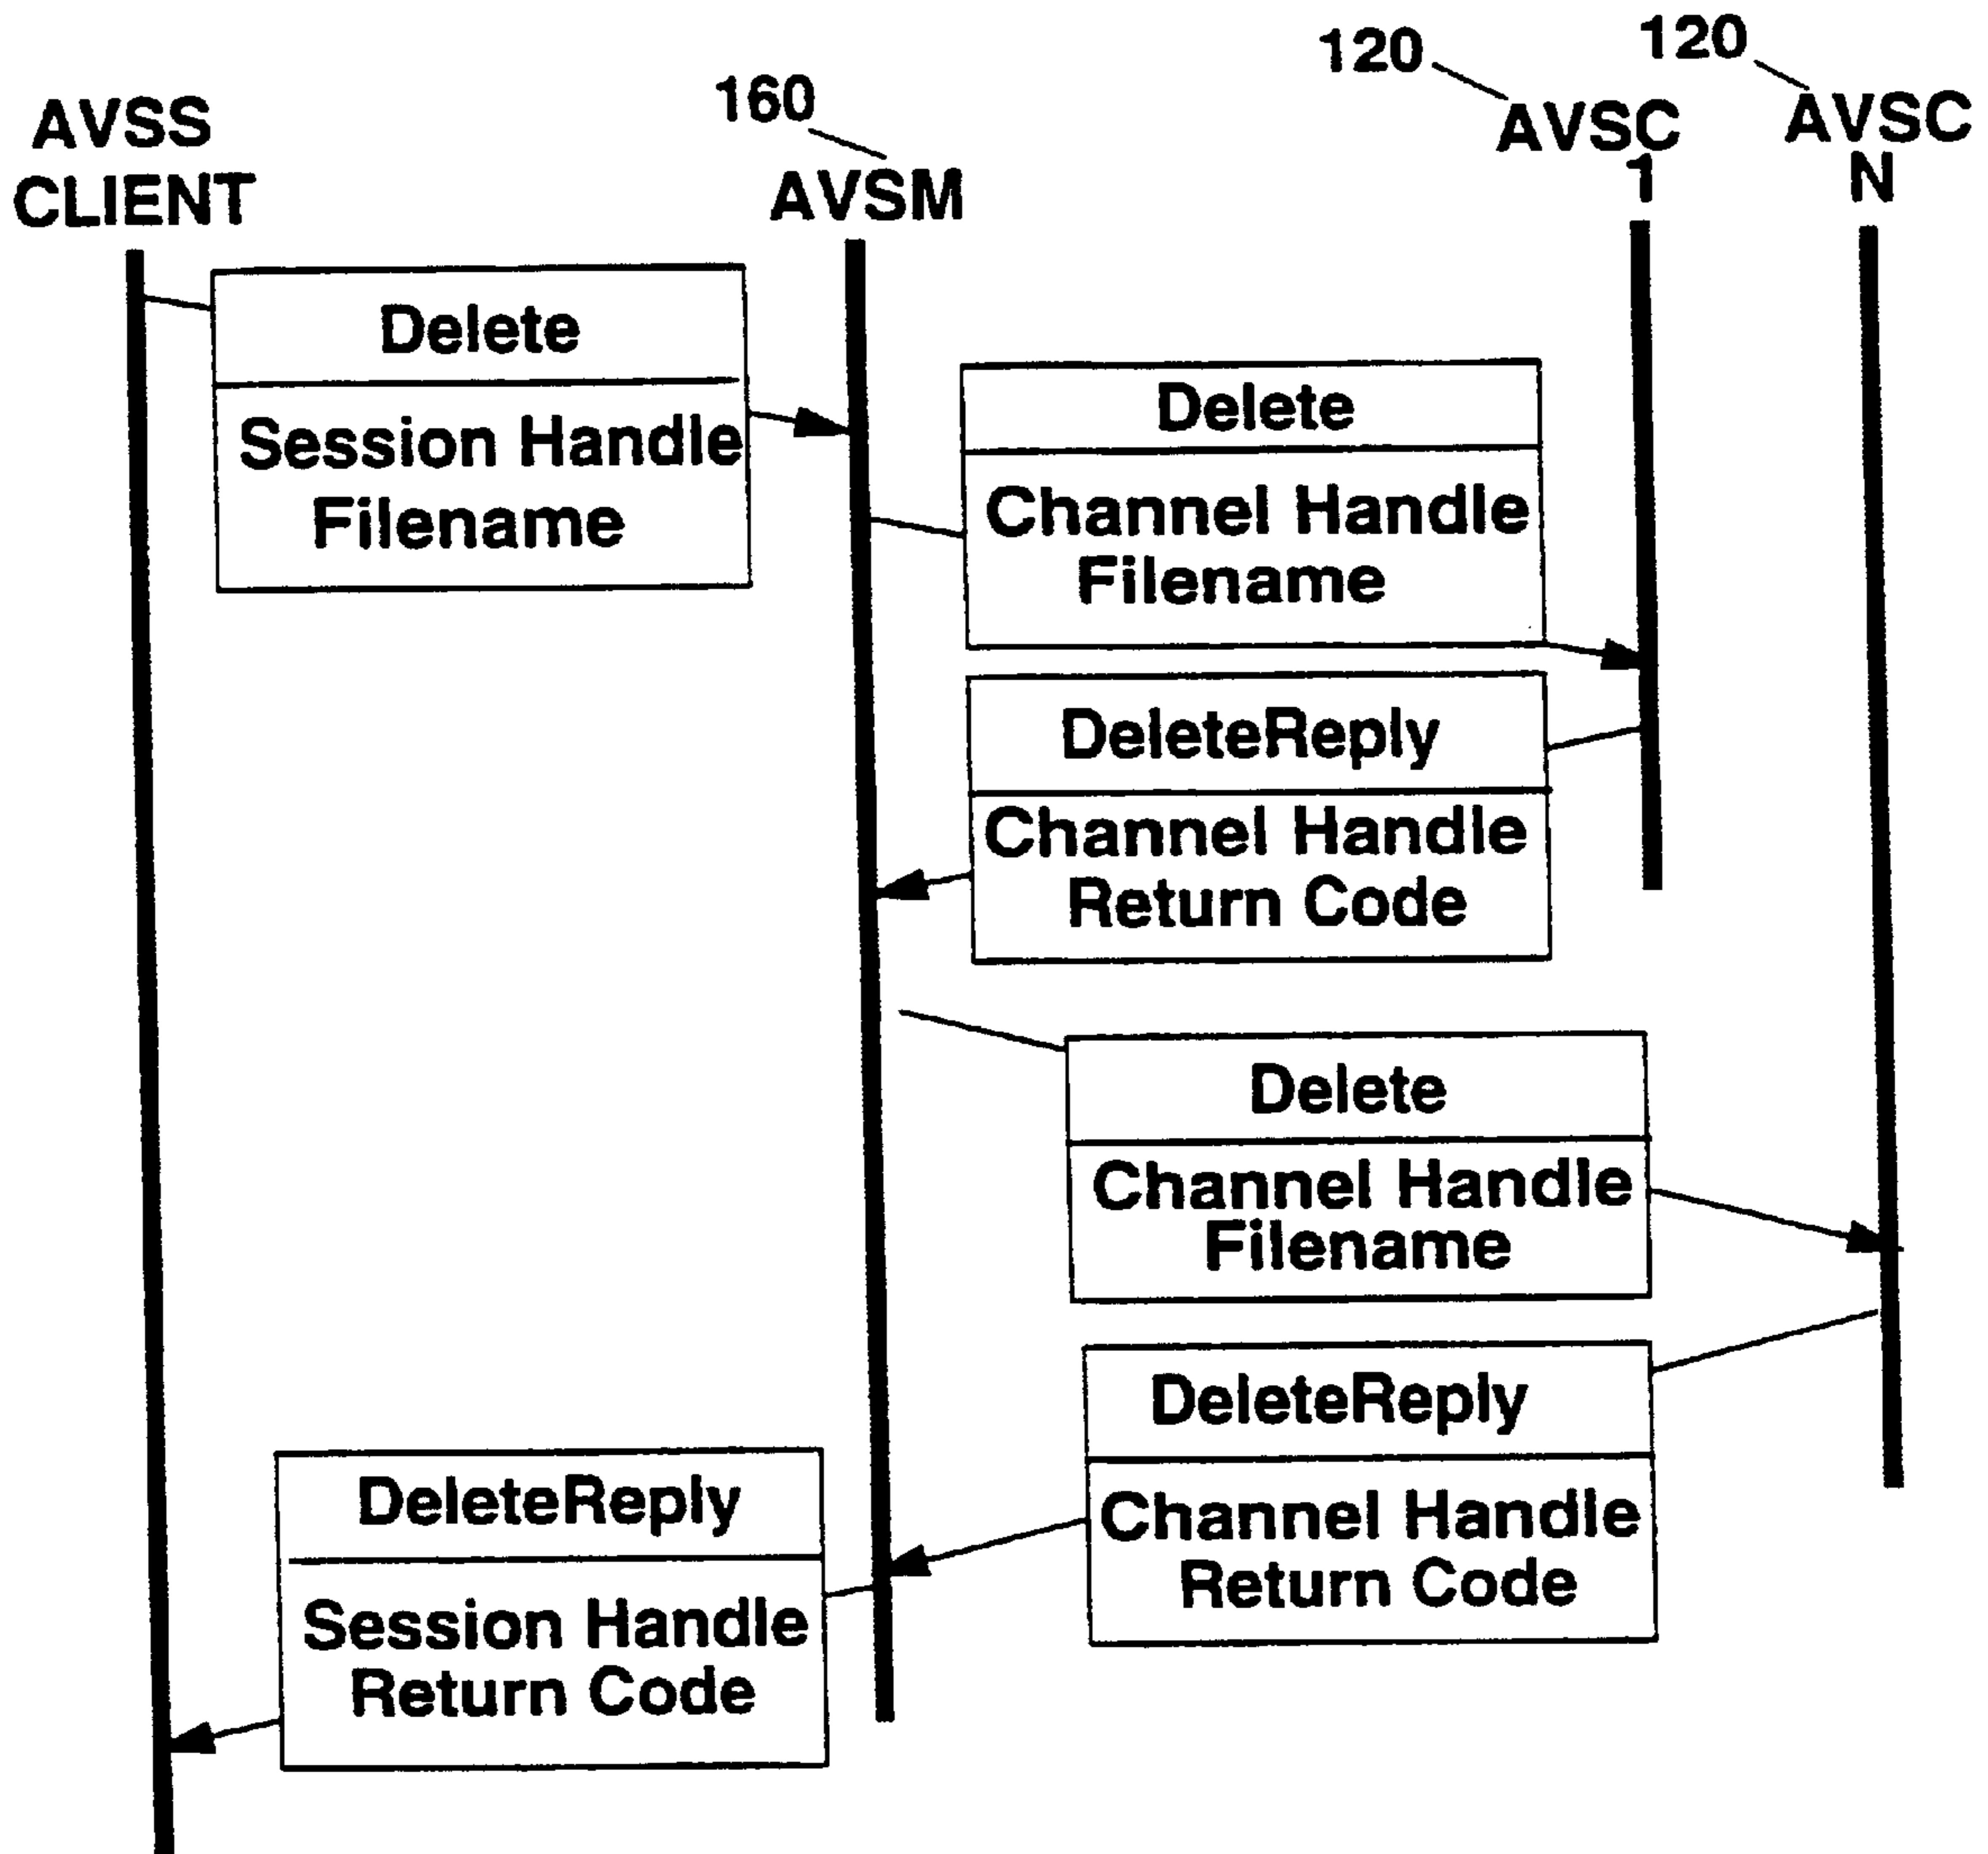 120
120
160
AVSS
CLIENT
AVSM
AVSC
1
AVSC
N
Delete
Session Handle
Filename
Delete
Channel Handle
Filename
DeleteReply
Channel Handle
Return Code
Delete
Channel Handle
Filename
DeleteReply
Channel Handle
Return Code
DeleteReply
Session Handle
Return Code